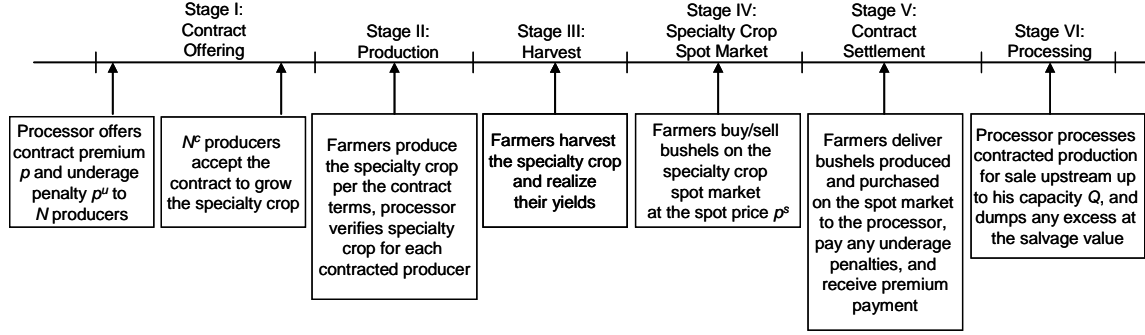 Stage I:
Contract
Offering
Stage II:
Production
Stage III:
Harvest
Stage IV:
Specialty Crop
Spot Market
Stage V:
Contract
Settlement
Stage VI:
Processing
Processor offers
contract premium
p and underage
penalty pᵘ to
N producers
Nᶜ producers
accept the
contract to grow
the specialty crop
Farmers produce
the specialty crop
per the contract
terms, processor
verifies specialty
crop for each
contracted producer
Farmers harvest
the specialty crop
and realize
their yields
Farmers buy/sell
bushels on the
specialty crop
spot market
at the spot price pˢ
Farmers deliver
bushels produced
and purchased
on the spot market
to the processor,
pay any underage
penalties, and
receive premium
payment
Processor processes
contracted production
for sale upstream up
to his capacity Q, and
dumps any excess at
the salvage value